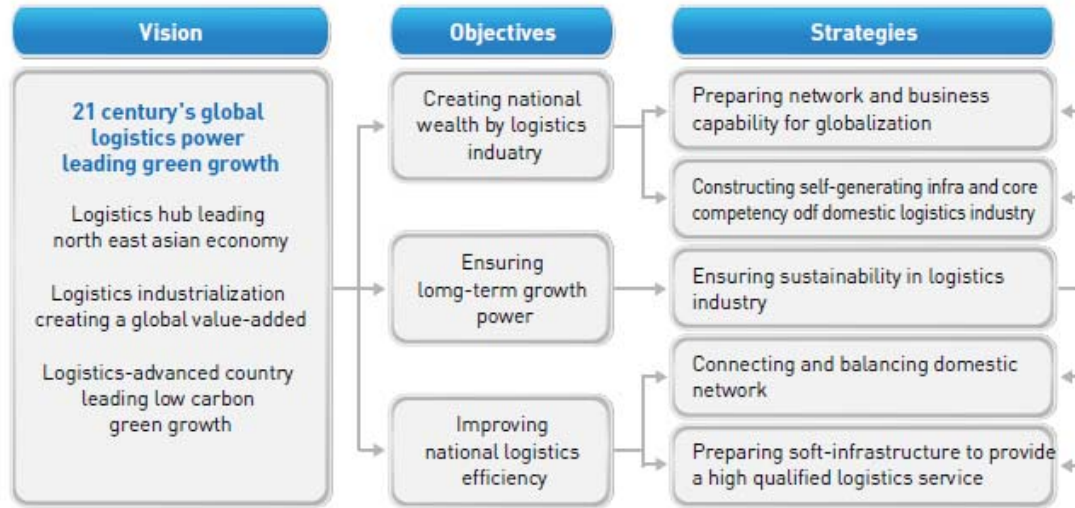 Vision
21 century's global
logistics power
leading green growth
Logistics hub leading
north east asian economy
Logistics industrialization
creating a global value-added
Logistics-advanced country
leading low carbon
green growth
Objectives
Creating national
wealth by logistics
induatry
Ensuring
lomg-term growth
power
Improving
national logistics
efficiency
Strategies
Preparing network and business
capability for globalization
Constructing self-generating infra and core
competency odf domestic logistics industry
Ensuring sustainability in logistics
industry
Connecting and balancing domestic
network
Preparing soft-infrastructure to provide
a high qualified logistics service